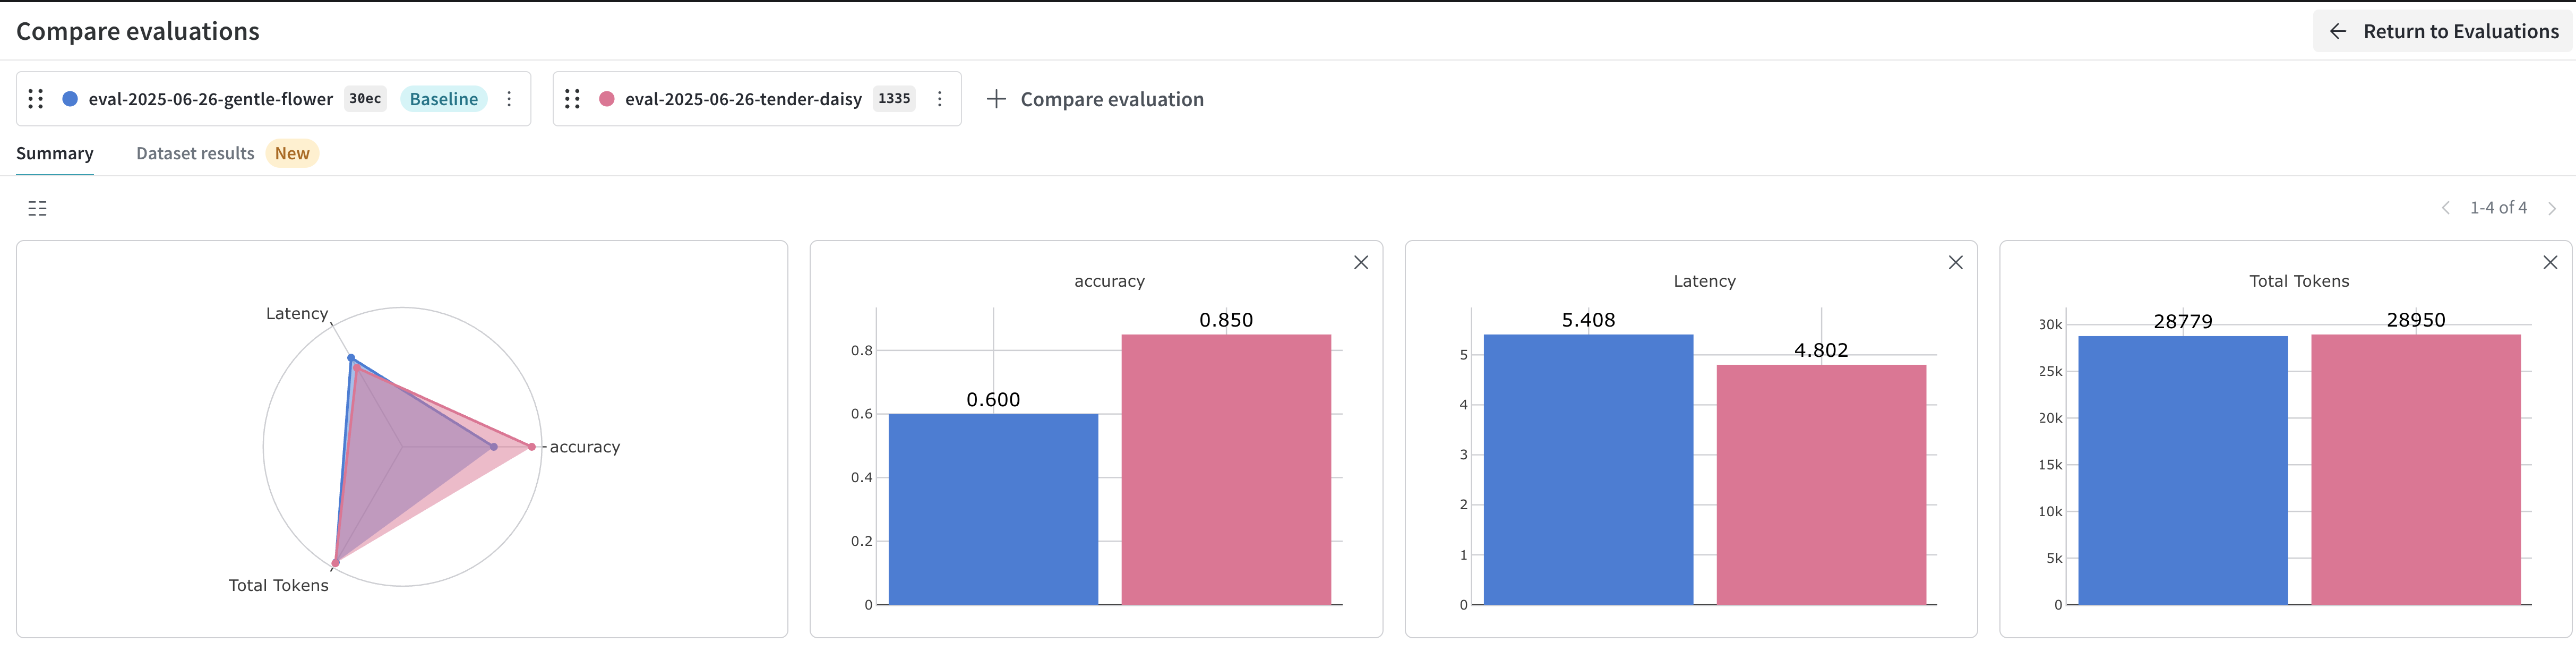 Compare evaluations
Return to Evaluations
eval-2025-06-26-gentle-flower 30ec Baseline
eval-2025-06-26-tender-daisy 1335
Compare evaluation
Summary
Dataset results New
1-4 of 4
Latency
accuracy
Total Tokens
accuracy
0.850
0.600
0.8
0.6
0.4
0.2
0
Latency
5.408
4.802
5
4
3
2
1
0
Total Tokens
28779
28950
30k
25k
20k
15k
10k
5k
0